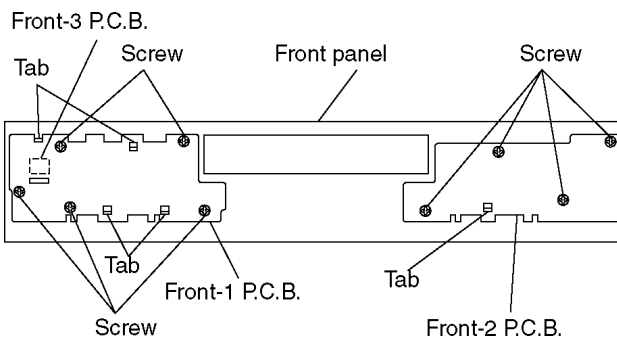 Front-3 P.C.B.
Tab
Screw
Front panel
Screw
Tab
Front-1 P.C.B.
Screw
Tab
Front-2 P.C.B.